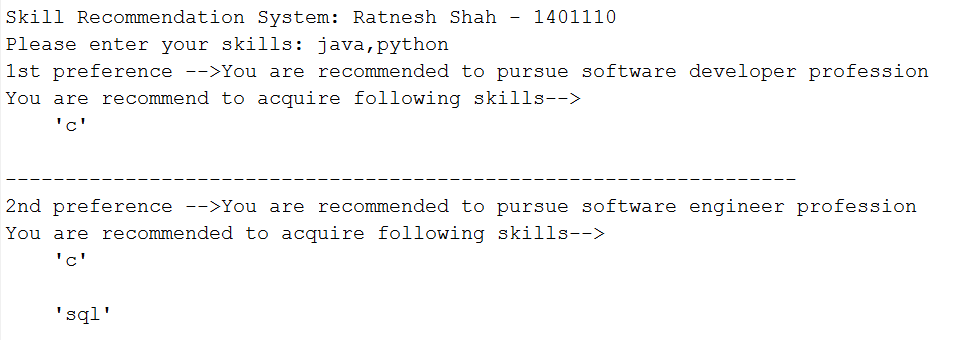 Skill Recommendation System: Ratnesh Shah - 1401110
Please enter your skills: java,python
1st preference -->You are recommended to pursue software developer profession
You are recommend to acquire following skills-->
    'c'
------------------------------------------------------------------
2nd preference -->You are recommended to pursue software engineer profession
You are recommended to acquire following skills-->
    'c'
    'sql'